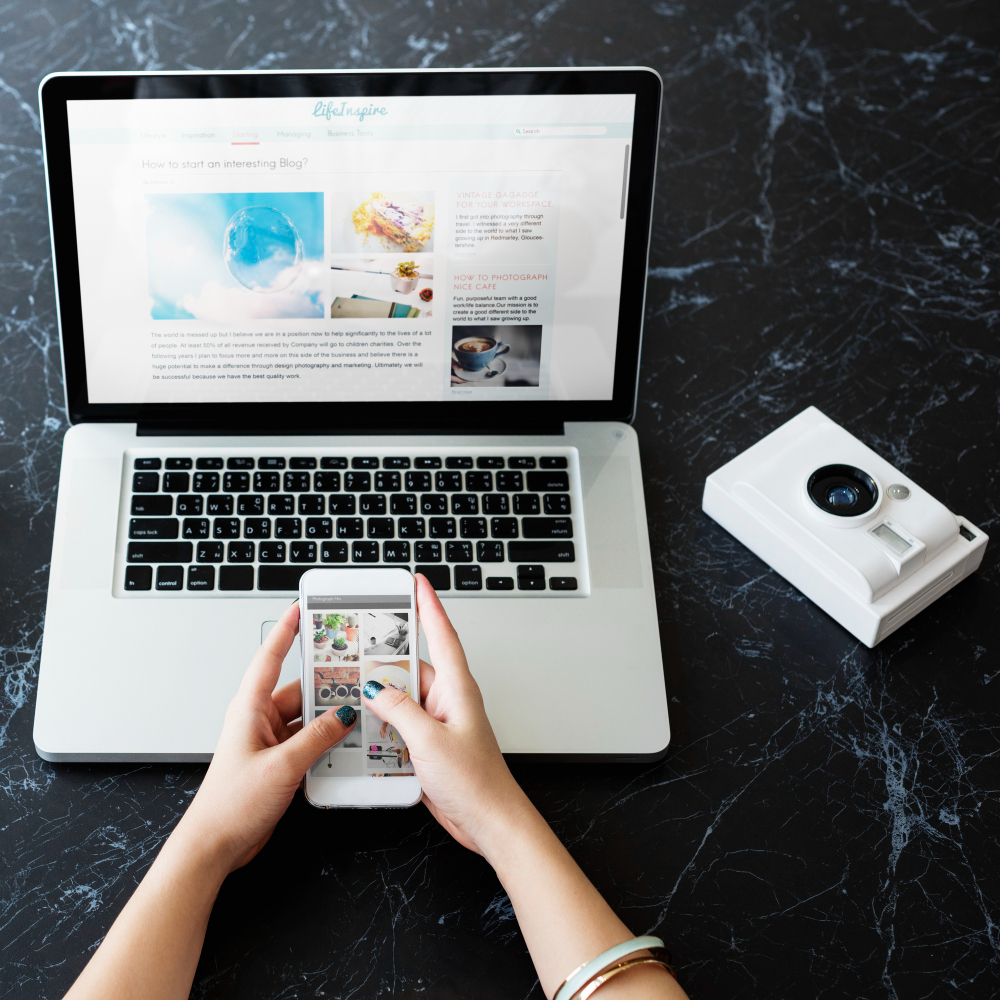 LifeInspire
Lifestyle Inspiration Starting Managing Business Term
Search
How to start an interesting Blog?
The world is messed up but I believe we are in a position now to help significantly to the lives of a lot
of people. At least 50% of all revenue received by Company will go to children charities. Over the
following years I plan to focus more and more on this side of the business and believe there is a
huge potential to make a difference through design photography and marketing. Ultimately we will
be successful because we have the best quality work.
VINTAGE GAGADGE
FOR YOUR WORKSPACE
I first got into photography through
travel. I witnessed a very different
side to the world to what I saw
growing up in Redmarley, Glouces-
tershire.
HOW TO PHOTOGRAPH
NICE CAFE
Fun, purposeful team with a good
work/life balance.Our mission is to
create a good different side to the
world to what I saw growing up.
Read more
tab Q W E R T Y U I O P
caps lock A S D F G H J K L return
shift Z X C V B N M shift
fn control option option